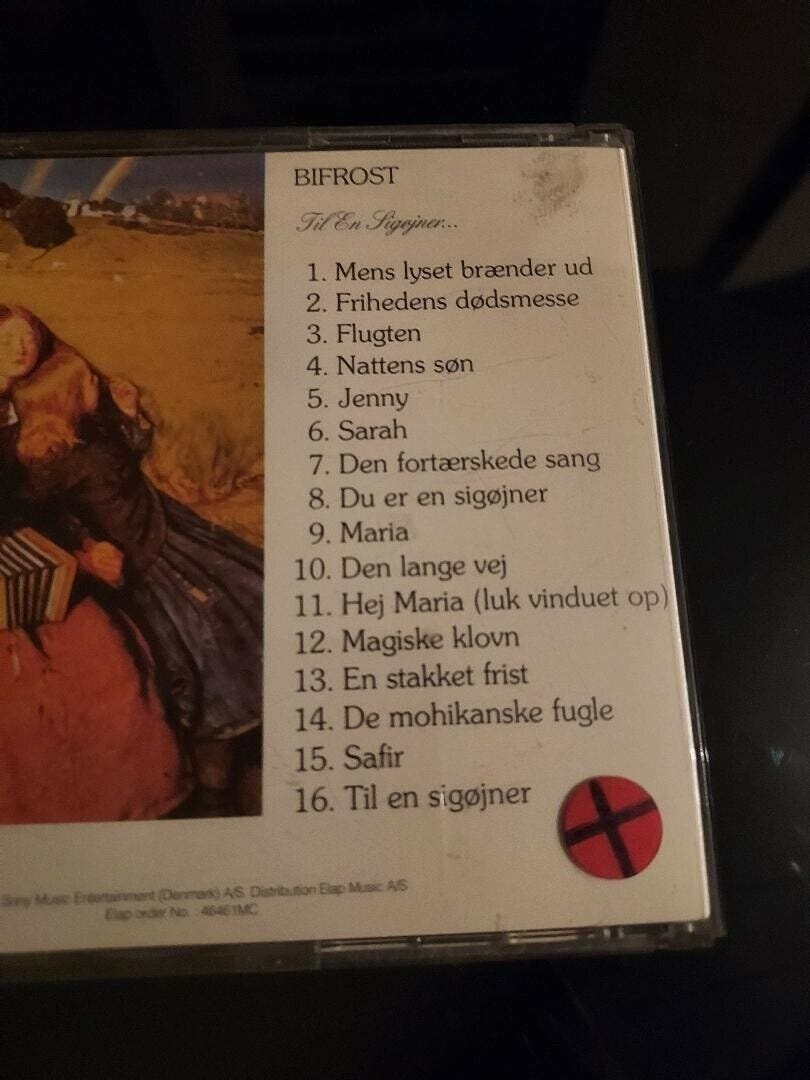 BIFROST
Til En Sigøjner...
1. Mens lyset brænder ud
2. Frihedens dødsmesse
3. Flugten
4. Nattens søn
5. Jenny
6. Sarah
7. Den fortærskede sang
8. Du er en sigøjner
9. Maria
10. Den lange vej
11. Hej Maria (luk vinduet op)
12. Magiske klovn
13. En stakket frist
14. De mohikanske fugle
15. Safir
16. Til en sigøjner
Sony Music Entertainment (Denmark) A/S. Distribution Elap Music A/S
Elap order No. : 46461MC